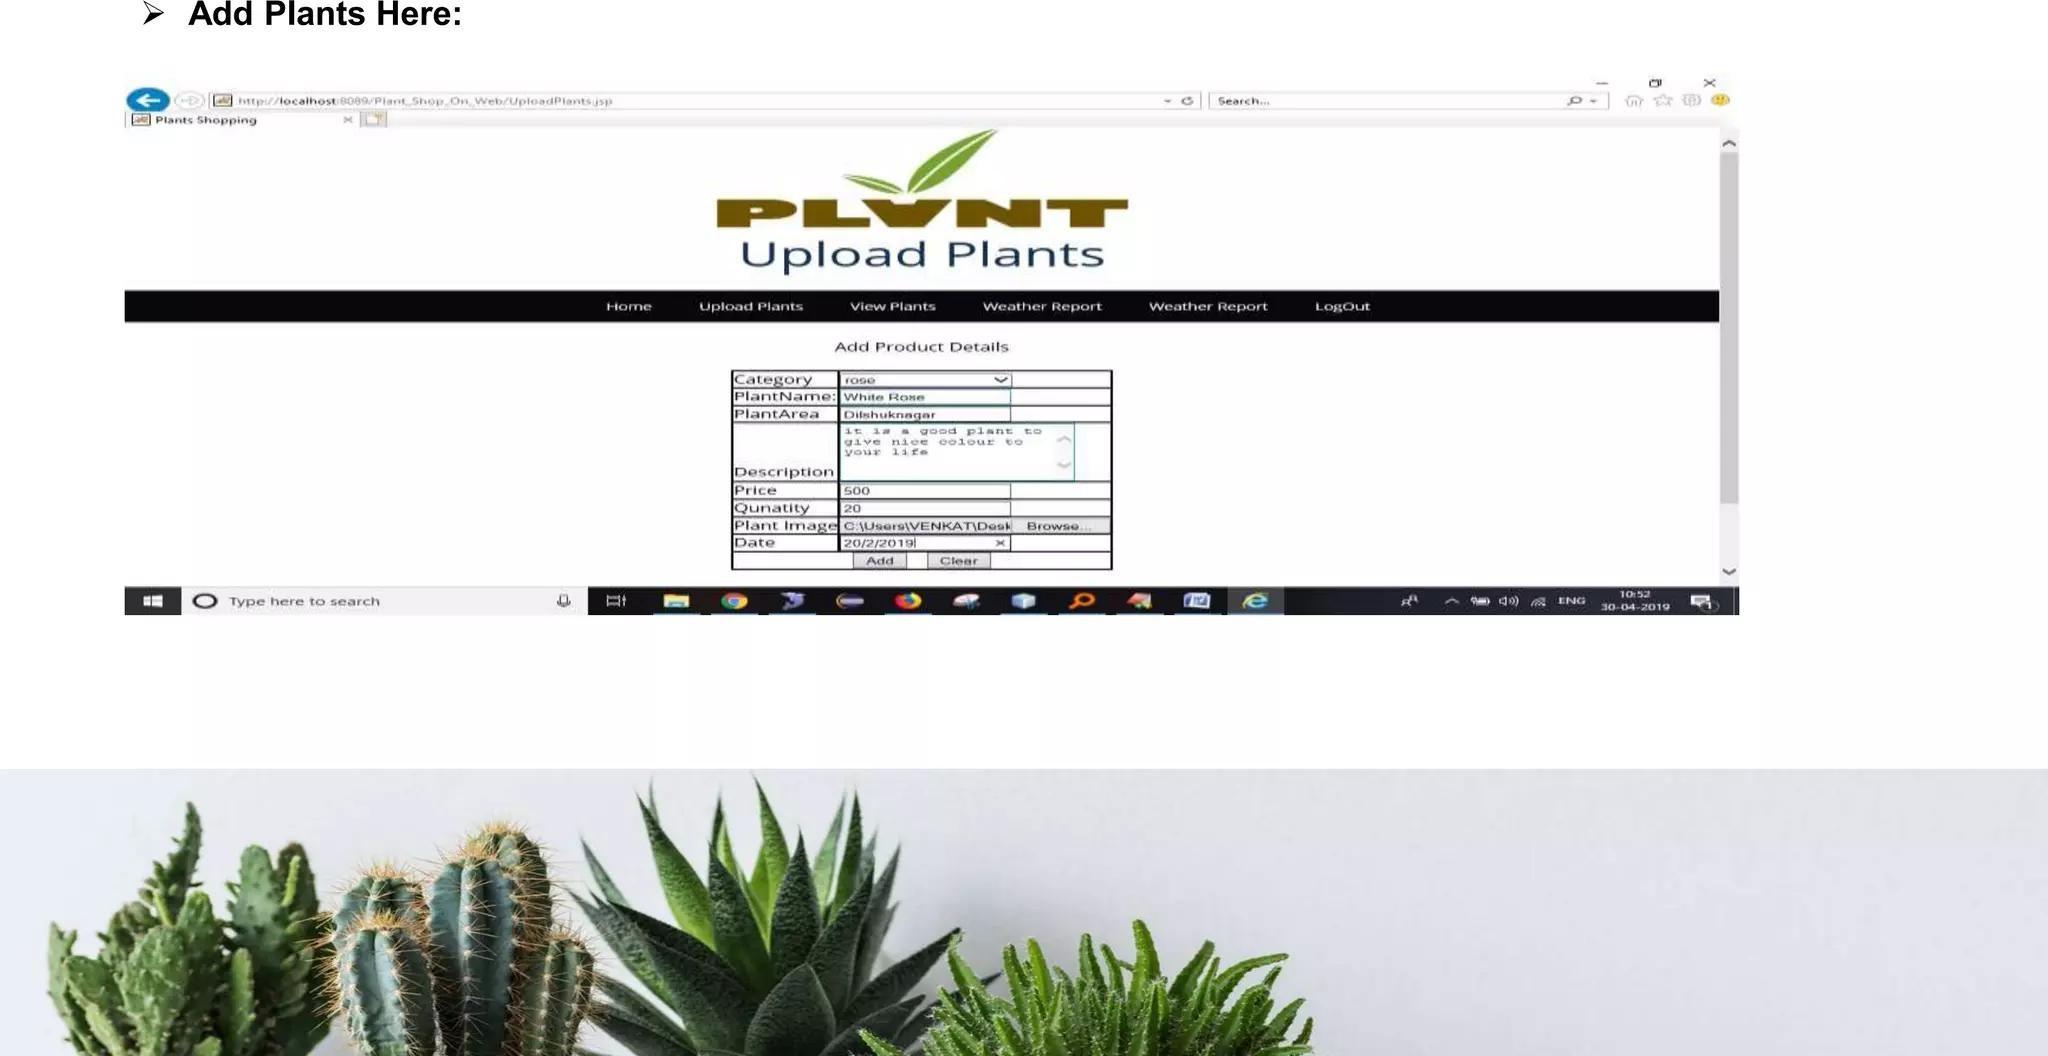 ➢ Add Plants Here:
http://localhost:8089/Plant_Shop_On_Web/UploadPlants.jsp
Search...
Plants Shopping
PLANT
Upload Plants
Home Upload Plants View Plants Weather Report Weather Report LogOut
Add Product Details
Category rose
PlantName: White Rose
PlantArea Dilshuknagar
it is a good plant to
give nice colour to
your life
Description
Price 500
Qunatity 20
Plant Image C:\Users\VENKAT\Desk Browse...
Date 20/2/2019
Add Clear
Type here to search
ENG
10:52
30-04-2019